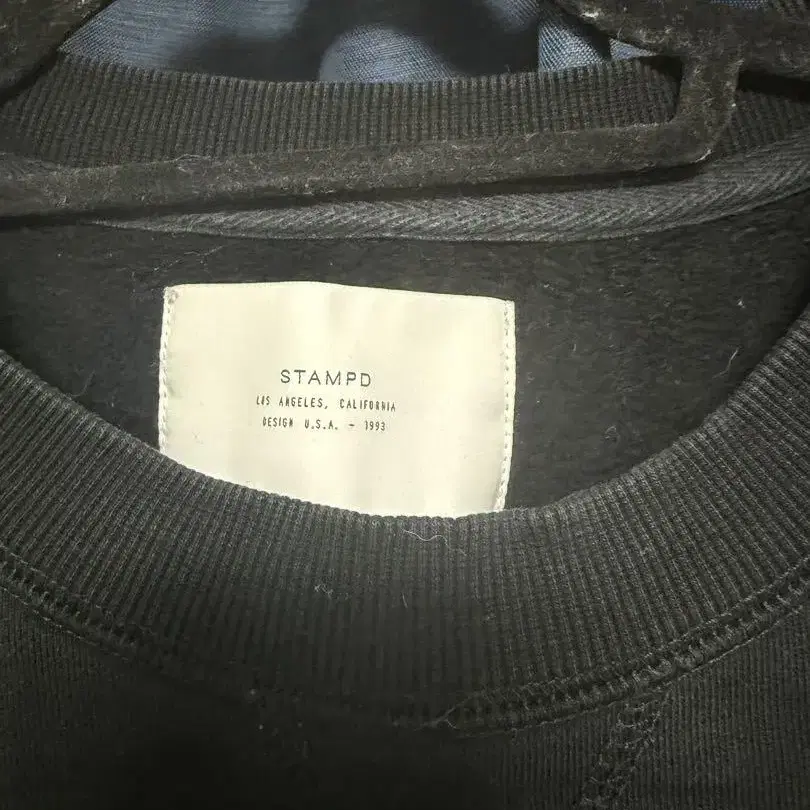 STAMPD
LOS ANGELES, CALIFORNIA
DESIGN U.S.A. - 1993